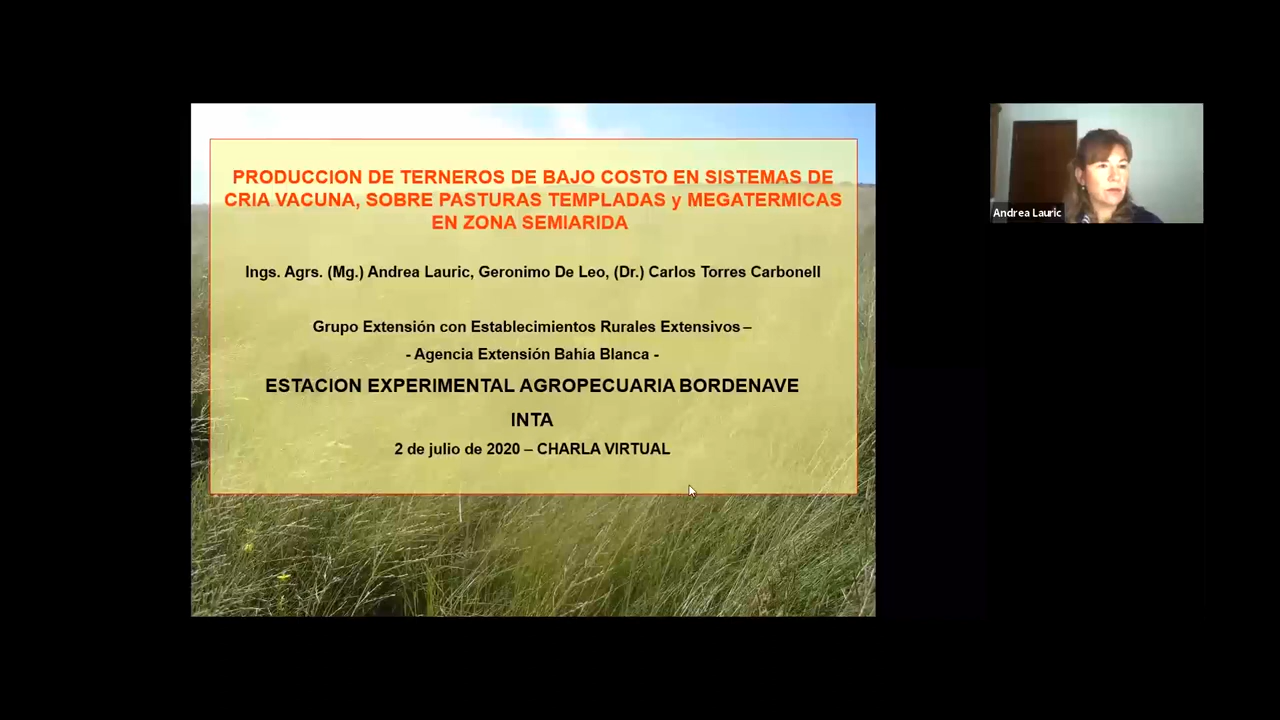 PRODUCCION DE TERNEROS DE BAJO COSTO EN SISTEMAS DE
CRIA VACUNA, SOBRE PASTURAS TEMPLADAS y MEGATERMICAS
EN ZONA SEMIARIDA
Ings. Agrs. (Mg.) Andrea Lauric, Geronimo De Leo, (Dr.) Carlos Torres Carbonell
Grupo Extensión con Establecimientos Rurales Extensivos –
- Agencia Extensión Bahía Blanca -
ESTACION EXPERIMENTAL AGROPECUARIA BORDENAVE
INTA
2 de julio de 2020 – CHARLA VIRTUAL
Andrea Lauric